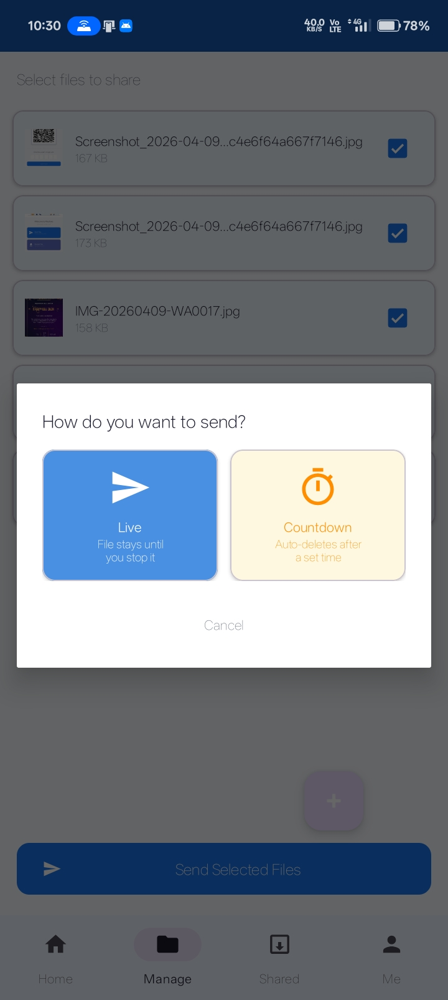 10:30
40.0
KB/S
Vo
LTE
4G
78%
Select files to share
Screenshot_2026-04-09...c4e6f64a667f7146.jpg
167 KB
Screenshot_2026-04-09...c4e6f64a667f7146.jpg
173 KB
IMG-20260409-WA0017.jpg
158 KB
How do you want to send?
Live
File stays until
you stop it
Countdown
Auto-deletes after
a set time
Cancel
Send Selected Files
Home
Manage
Shared
Me